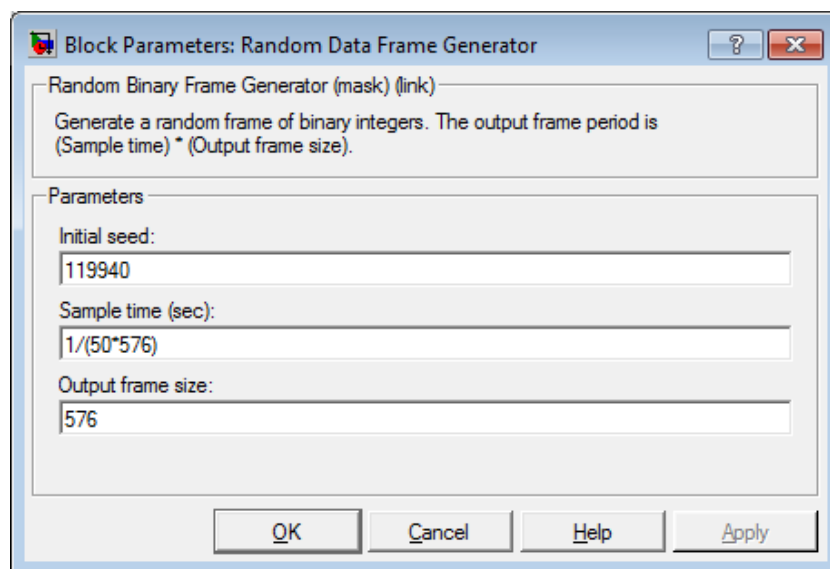 Block Parameters: Random Data Frame Generator
Random Binary Frame Generator (mask) (link)
Generate a random frame of binary integers. The output frame period is
(Sample time) * (Output frame size).
Parameters
Initial seed:
119940
Sample time (sec):
1/(50*576)
Output frame size:
576
OK Cancel Help Apply